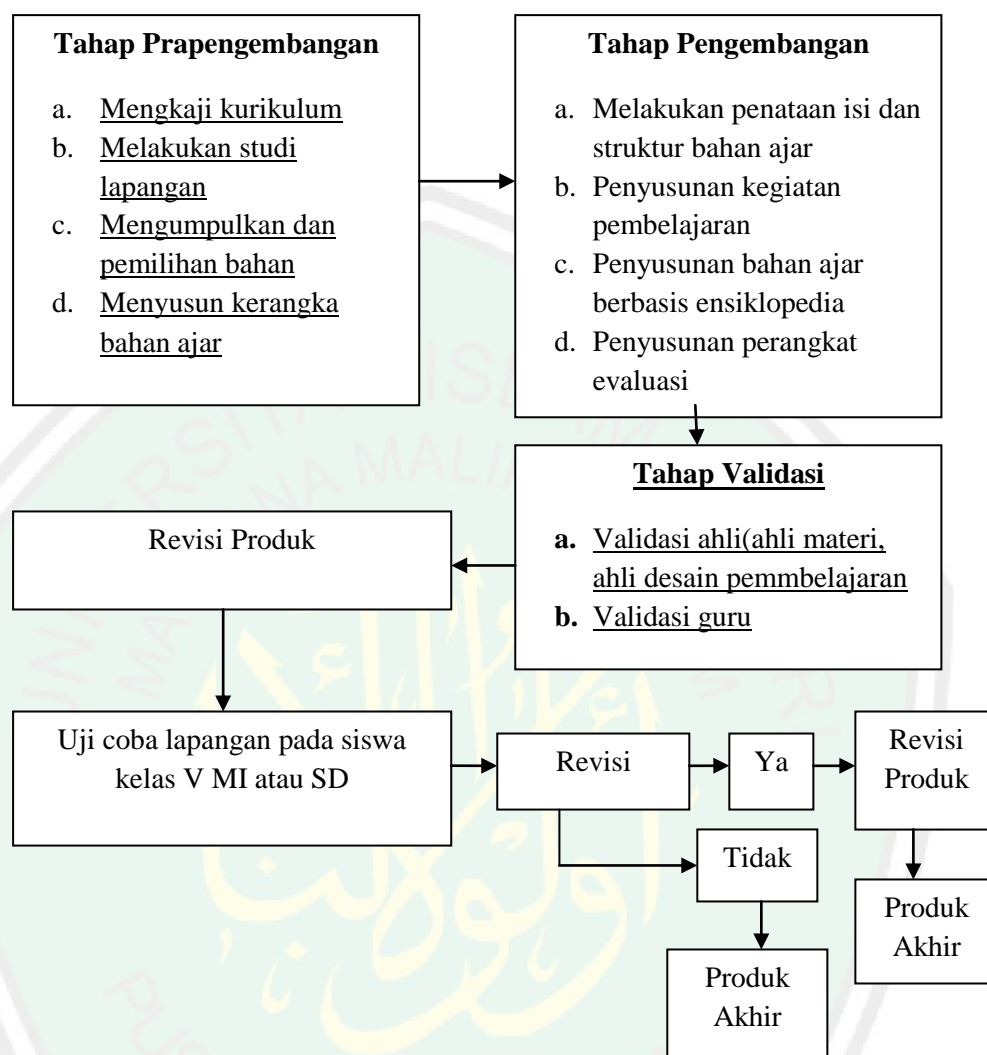 Tahap Prapengembangan
a. Mengkaji kurikulum
b. Melakukan studi
lapangan
c. Mengumpulkan dan
pemilihan bahan
d. Menyusun kerangka
bahan ajar
Tahap Pengembangan
a. Melakukan penataan isi dan
struktur bahan ajar
b. Penyusunan kegiatan
pembelajaran
c. Penyusunan bahan ajar
berbasis ensiklopedia
d. Penyusunan perangkat
evaluasi
Tahap Validasi
a. Validasi ahli(ahli materi,
ahli desain pemmbelajaran
b. Validasi guru
Revisi Produk
Uji coba lapangan pada siswa
kelas V MI atau SD
Revisi
Ya
Revisi
Produk
Tidak
Produk
Akhir
Produk
Akhir